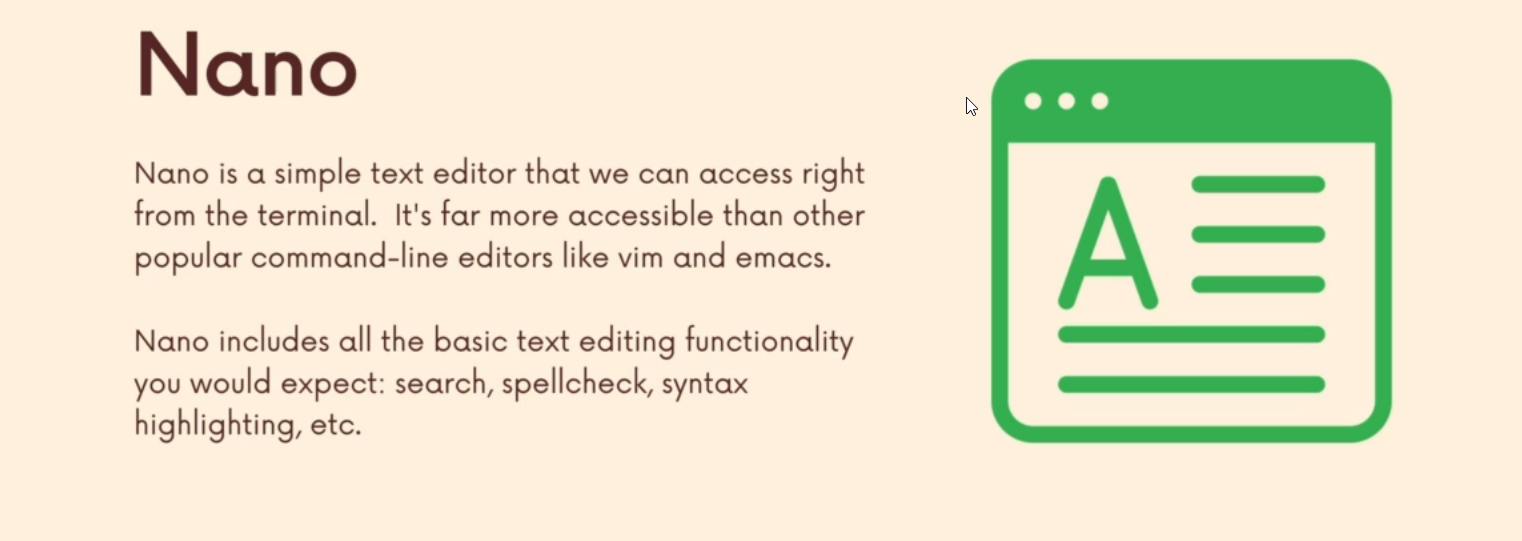 Nano
Nano is a simple text editor that we can access right
from the terminal.  It's far more accessible than other
popular command-line editors like vim and emacs.
Nano includes all the basic text editing functionality
you would expect: search, spellcheck, syntax
highlighting, etc.
A